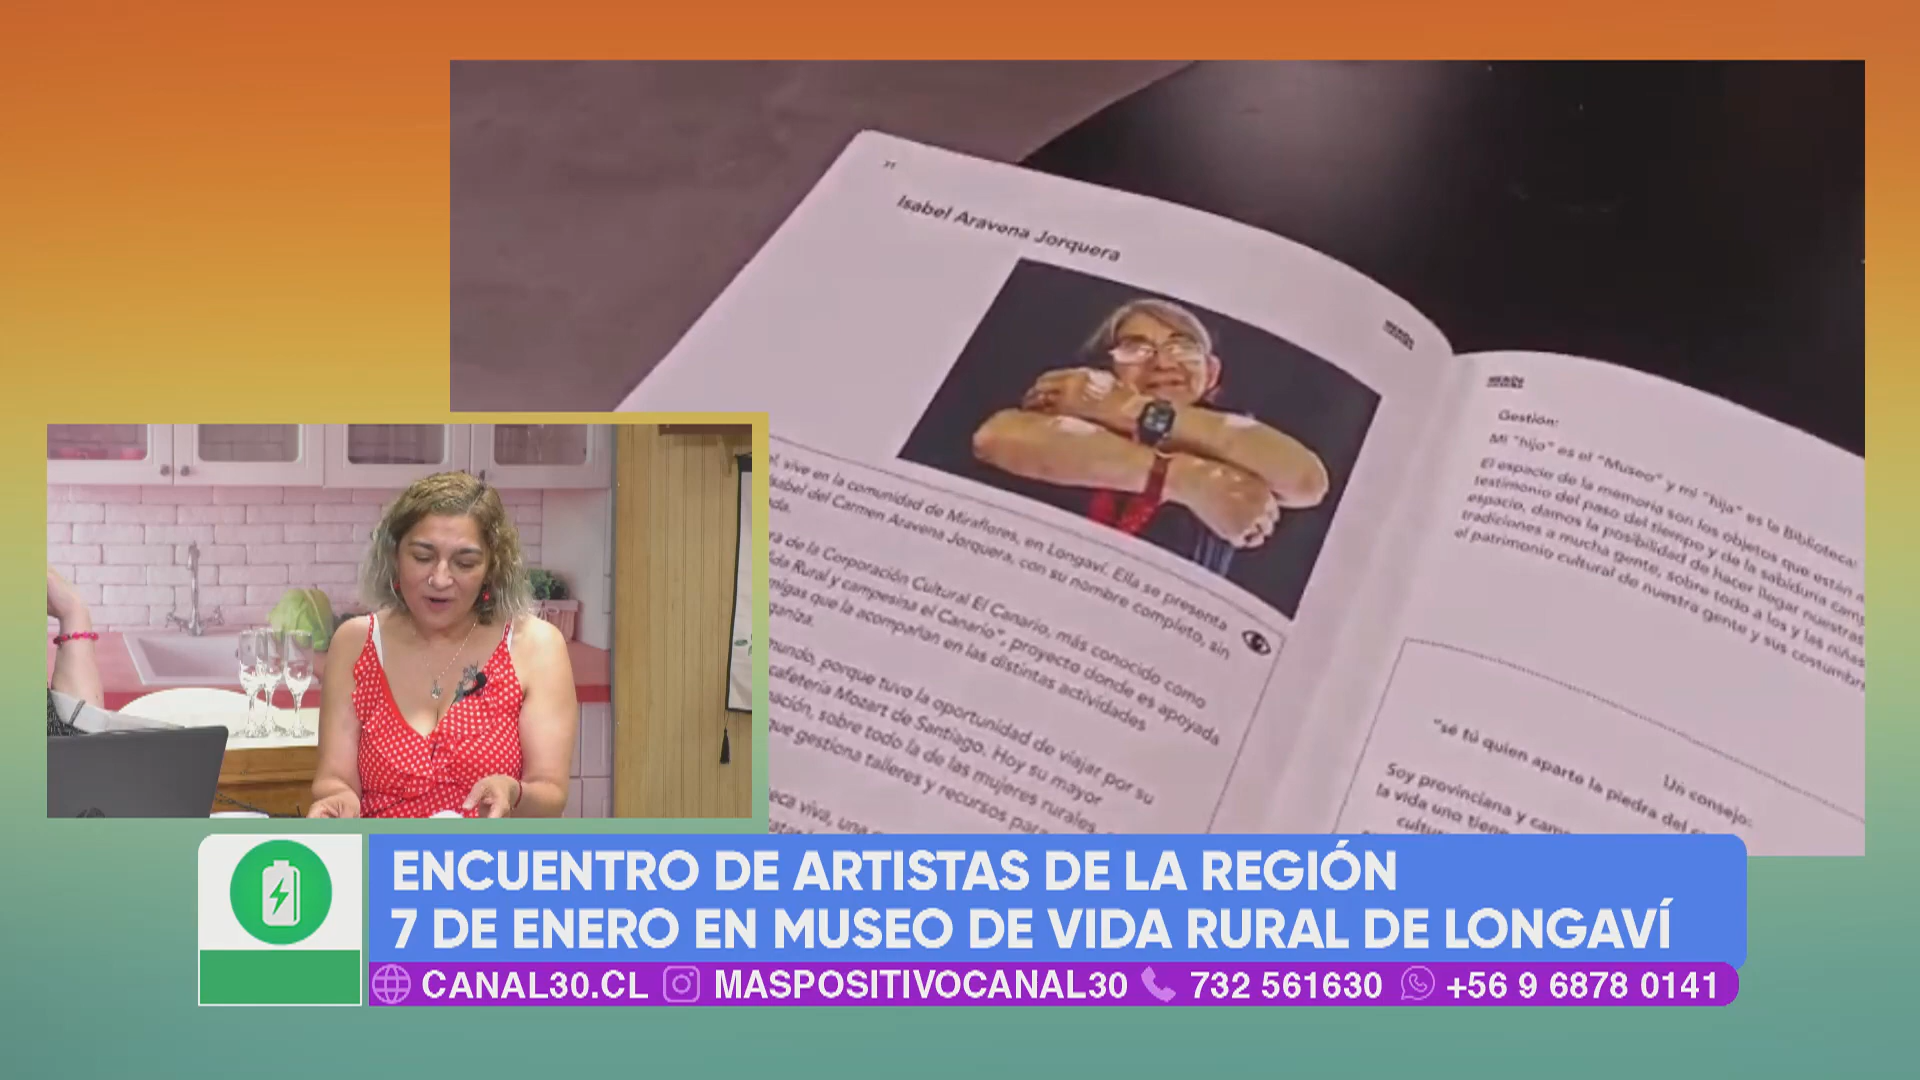 31
Isabel Aravena Jorquera
vive en la comunidad de Miraflores, en Longaví. Ella se presenta
Isabel del Carmen Aravena Jorquera, con su nombre completo, sin
de la Corporación Cultural El Canario, más conocido como
Rural y campesina el Canario", proyecto donde es apoyada
amigas que la acompañan en las distintas actividades
mundo, porque tuvo la oportunidad de viajar por su
cafetería Mozart de Santiago. Hoy su mayor
sobre todo la de las mujeres rurales
que gestiona talleres y recursos para
viva, una
Gestión:
Mi "hijo" es el "Museo" y mi "hija" es la Biblioteca:
El espacio de la memoria son los objetos que están
testimonio del paso del tiempo y de la sabiduría
espacio, damos la posibilidad de hacer llegar nuestras
tradiciones a mucha gente, sobre todo a los y las niñas
el patrimonio cultural de nuestra gente y sus
Un consejo:
"sé tú quien aparte la piedra del
Soy provinciana y
la vida uno tiene
ENCUENTRO DE ARTISTAS DE LA REGIÓN
7 DE ENERO EN MUSEO DE VIDA RURAL DE LONGAVÍ
CANAL30.CL MASPOSITIVOCANAL30 732 561630 +56 9 6878 0141